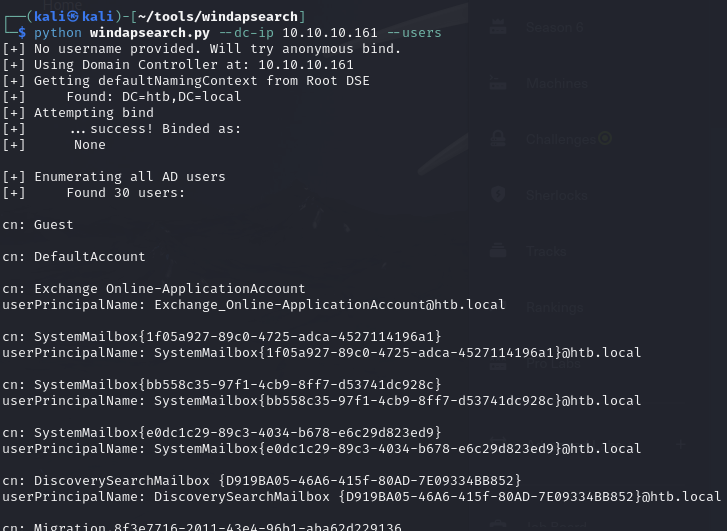 Home
┌──(kali㉿kali)-[~/tools/windapsearch]
└─$ python windapsearch.py --dc-ip 10.10.10.161 --users
[+] No username provided. Will try anonymous bind.
[+] Using Domain Controller at: 10.10.10.161
[+] Getting defaultNamingContext from Root DSE
[+]     Found: DC=htb,DC=local
[+] Attempting bind
[+]     ...success! Binded as:
[+]      None
[+] Enumerating all AD users
[+]     Found 30 users:
cn: Guest
cn: DefaultAccount
cn: Exchange Online-ApplicationAccount
userPrincipalName: Exchange_Online-ApplicationAccount@htb.local
cn: SystemMailbox{1f05a927-89c0-4725-adca-4527114196a1}
userPrincipalName: SystemMailbox{1f05a927-89c0-4725-adca-4527114196a1}@htb.local
cn: SystemMailbox{bb558c35-97f1-4cb9-8ff7-d53741dc928c}
userPrincipalName: SystemMailbox{bb558c35-97f1-4cb9-8ff7-d53741dc928c}@htb.local
cn: SystemMailbox{e0dc1c29-89c3-4034-b678-e6c29d823ed9}
userPrincipalName: SystemMailbox{e0dc1c29-89c3-4034-b678-e6c29d823ed9}@htb.local
cn: DiscoverySearchMailbox {D919BA05-46A6-415f-80AD-7E09334BB852}
userPrincipalName: DiscoverySearchMailbox {D919BA05-46A6-415f-80AD-7E09334BB852}@htb.local
cn: Migration.8f3e7716-2011-43e4-96b1-aba62d229136
Season 6
Machines
Challenges
Sherlocks
Tracks
Rankings
Pro Labs